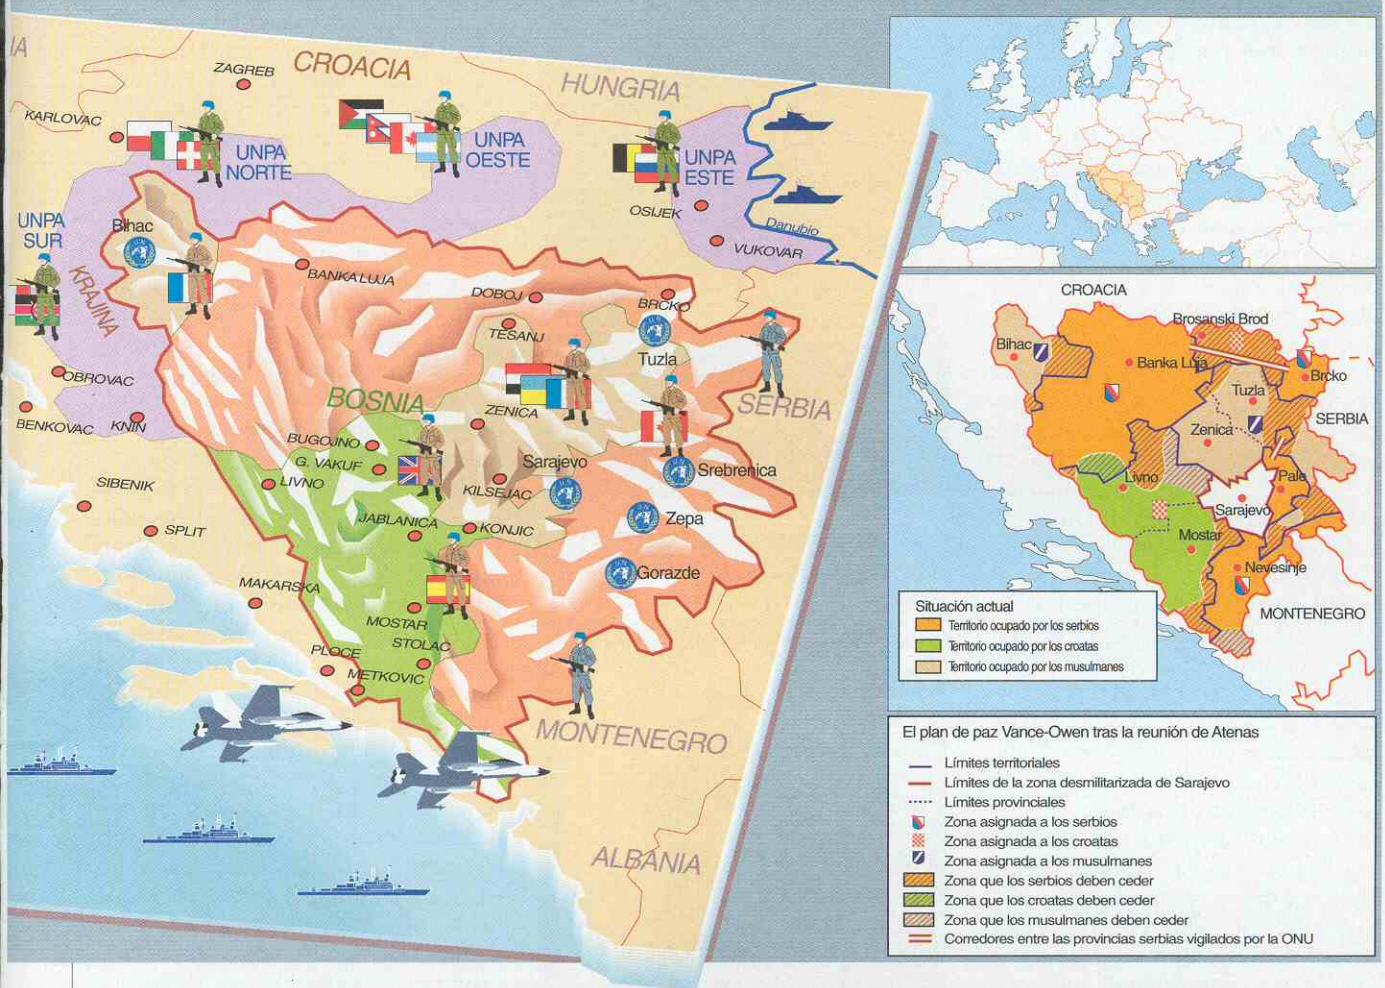 IA
ZAGREB
CROACIA
HUNGRIA
KARLOVAC
UNPA
NORTE
UNPA
OESTE
UNPA
ESTE
OSIJEK
VUKOVAR
Danubio
UNPA
SUR
KRAJINA
Bihac
BANKA LUJA
DOBOJ
BRCKO
TESANJ
Tuzla
OBROVAC
BENKOVAC
KNIN
BOSNIA
ZENICA
SERBIA
BUGOJNO
G. VAKUF
LIVNO
Sarajevo
KILSEJAC
Srebrenica
SIBENIK
SPLIT
JABLANICA
KONJIC
Zepa
MAKARSKA
Gorazde
MOSTAR
STOLAC
PLOCE
METKOVIC
MONTENEGRO
ALBANIA
CROACIA
Brosanski Brod
Bihac
Banka Luja
Brcko
Tuzla
SERBIA
Zenica
Livno
Pale
Sarajevo
Mostar
Nevesinje
MONTENEGRO
Situación actual
Territorio ocupado por los serbios
Territorio ocupado por los croatas
Territorio ocupado por los musulmanes
El plan de paz Vance-Owen tras la reunión de Atenas
Límites territoriales
Límites de la zona desmilitarizada de Sarajevo
Límites provinciales
Zona asignada a los serbios
Zona asignada a los croatas
Zona asignada a los musulmanes
Zona que los serbios deben ceder
Zona que los croatas deben ceder
Zona que los musulmanes deben ceder
Corredores entre las provincias serbias vigilados por la ONU